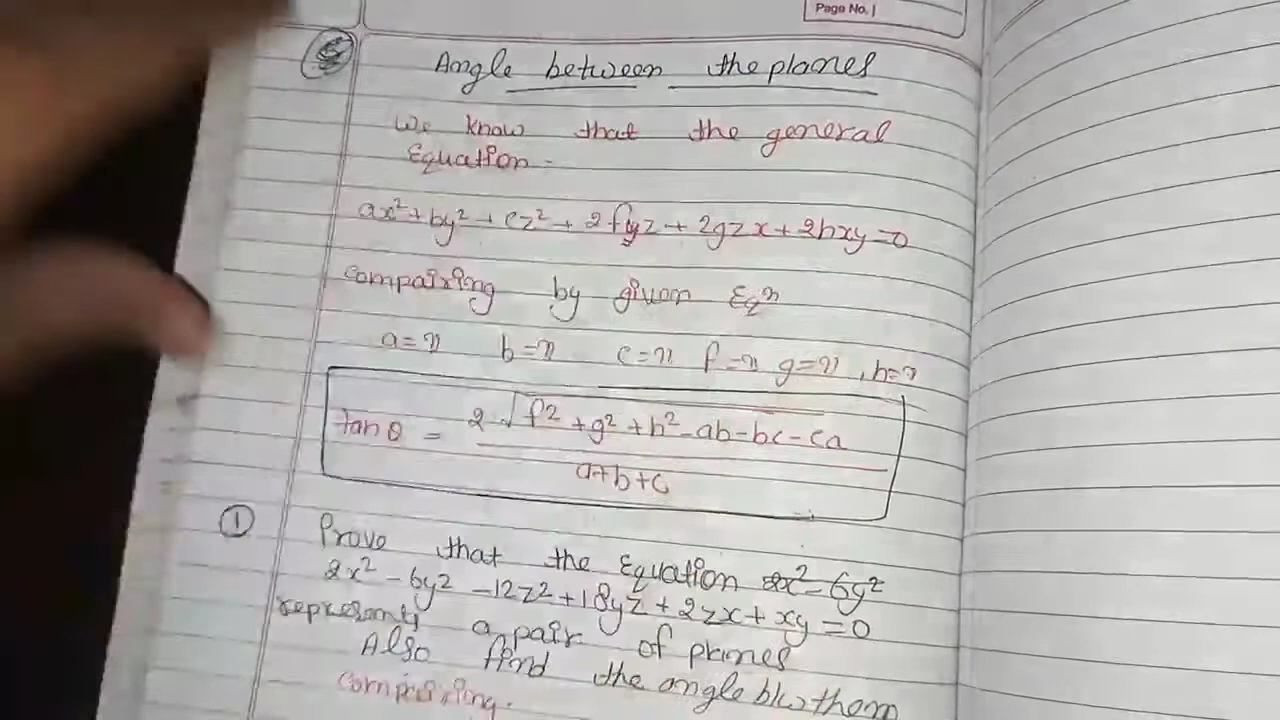 Page No.
Angle between the planes
We know that the general
Equation -
ax²+by²+cz²+2fyz+2gzx+2hxy=0
compairing by given Eqn
a=n b=n c=n f=n g=n, h=n
tan θ = 2√f²+g²+h²-ab-bc-ca
a+b+c
① Prove that the Equation 2x²-6y²
2x²-6y²-12z²+18yz+2zx+xy=0
represents a pair of planes
Also find the angle b/w them
compairing.